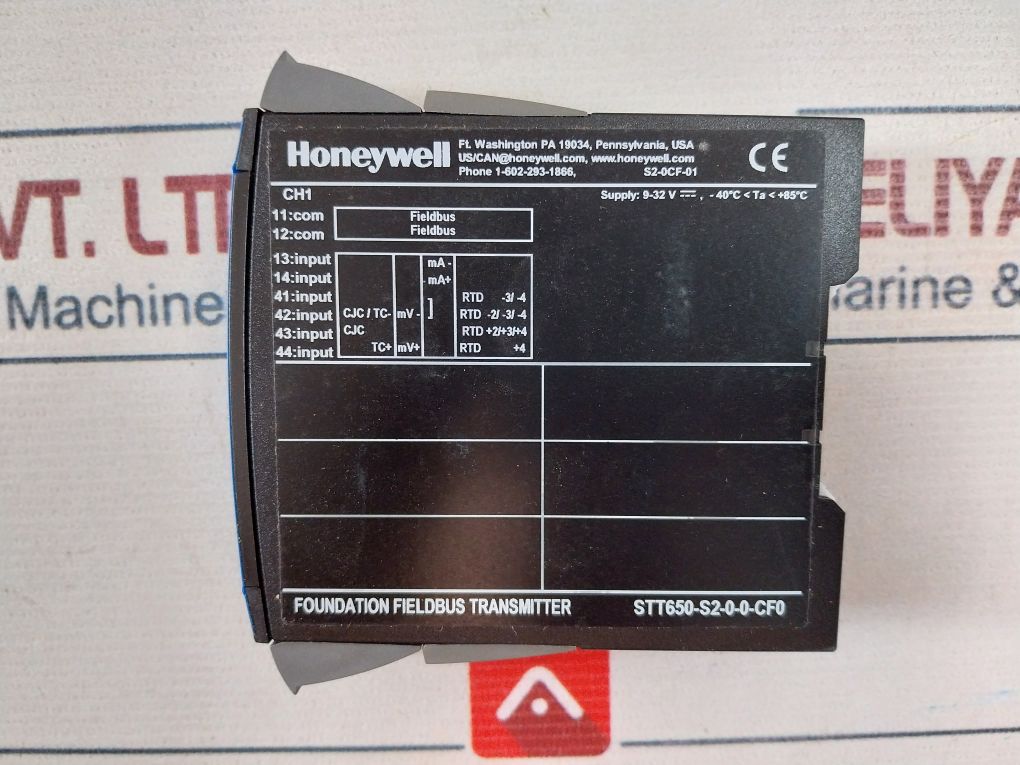 Honeywell
Ft. Washington PA 19034, Pennsylvania, USA
US/CAN@honeywell.com, www.honeywell.com
Phone 1-602-293-1866, S2-0CF-01
CE
CH1
Supply: 9-32 V ⎓ , - 40°C < Ta < +85°C
11:com Fieldbus
12:com Fieldbus
13:input mA -
14:input - mA+
41:input RTD -3/ -4
42:input CJC / TC- mV - RTD -2/ -3/ -4
43:input CJC RTD +2/+3/+4
44:input TC+ mV+ RTD +4
FOUNDATION FIELDBUS TRANSMITTER STT650-S2-0-0-CF0
VT. LT ELIYA
Machine arine &